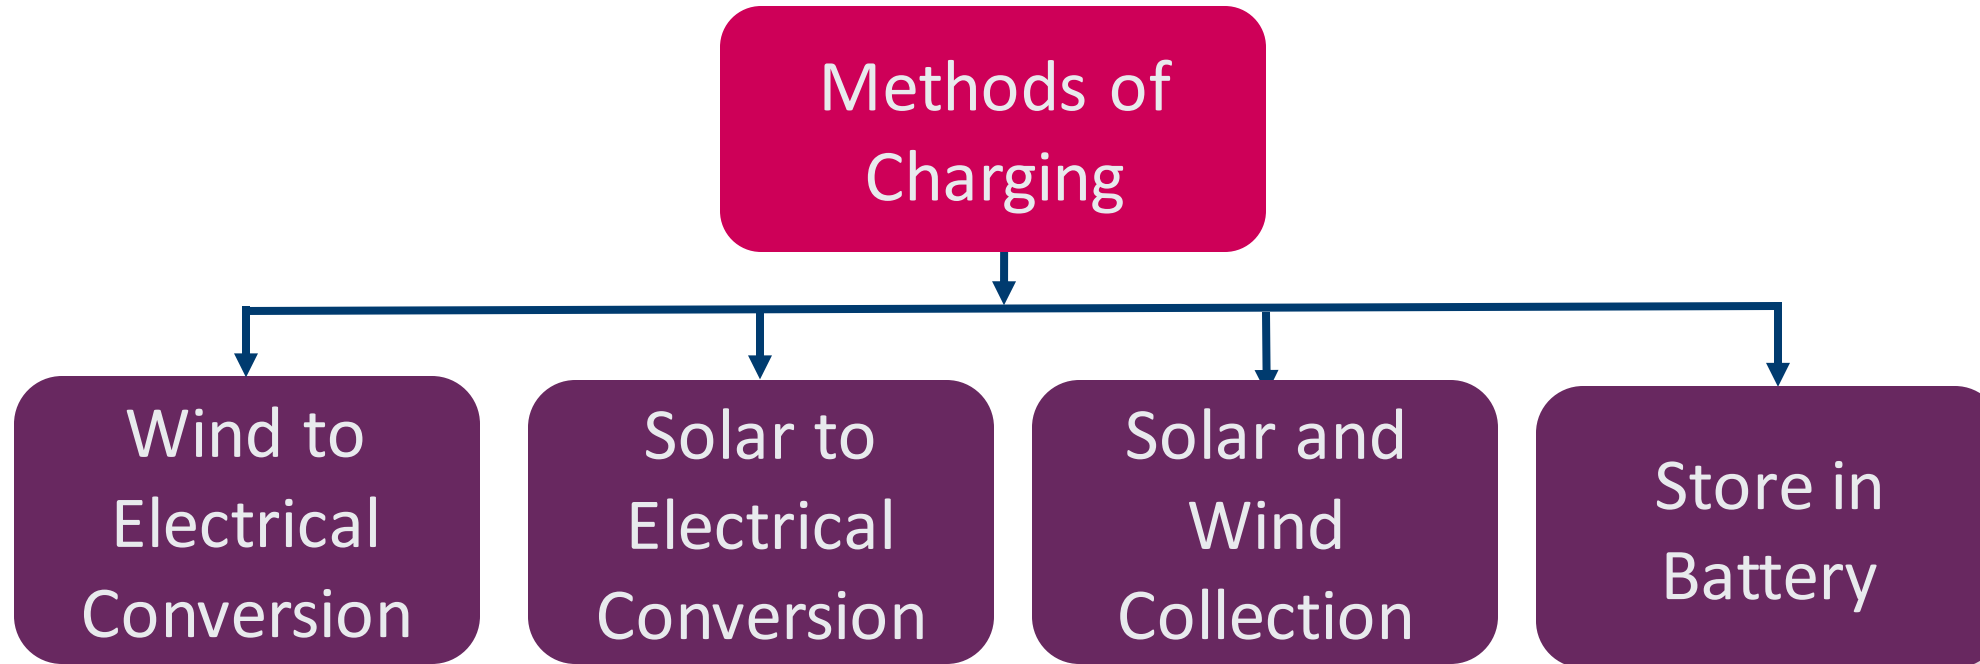 Methods of
Charging
Wind to
Electrical
Conversion
Solar to
Electrical
Conversion
Solar and
Wind
Collection
Store in
Battery